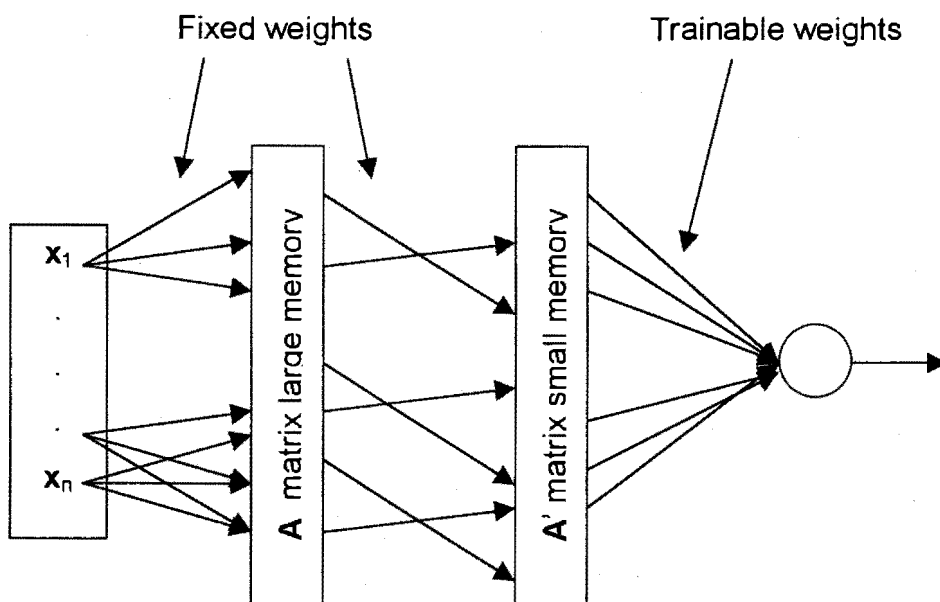 Fixed weights
Trainable weights
x1
.
.
.
xn
A matrix large memory
A' matrix small memory